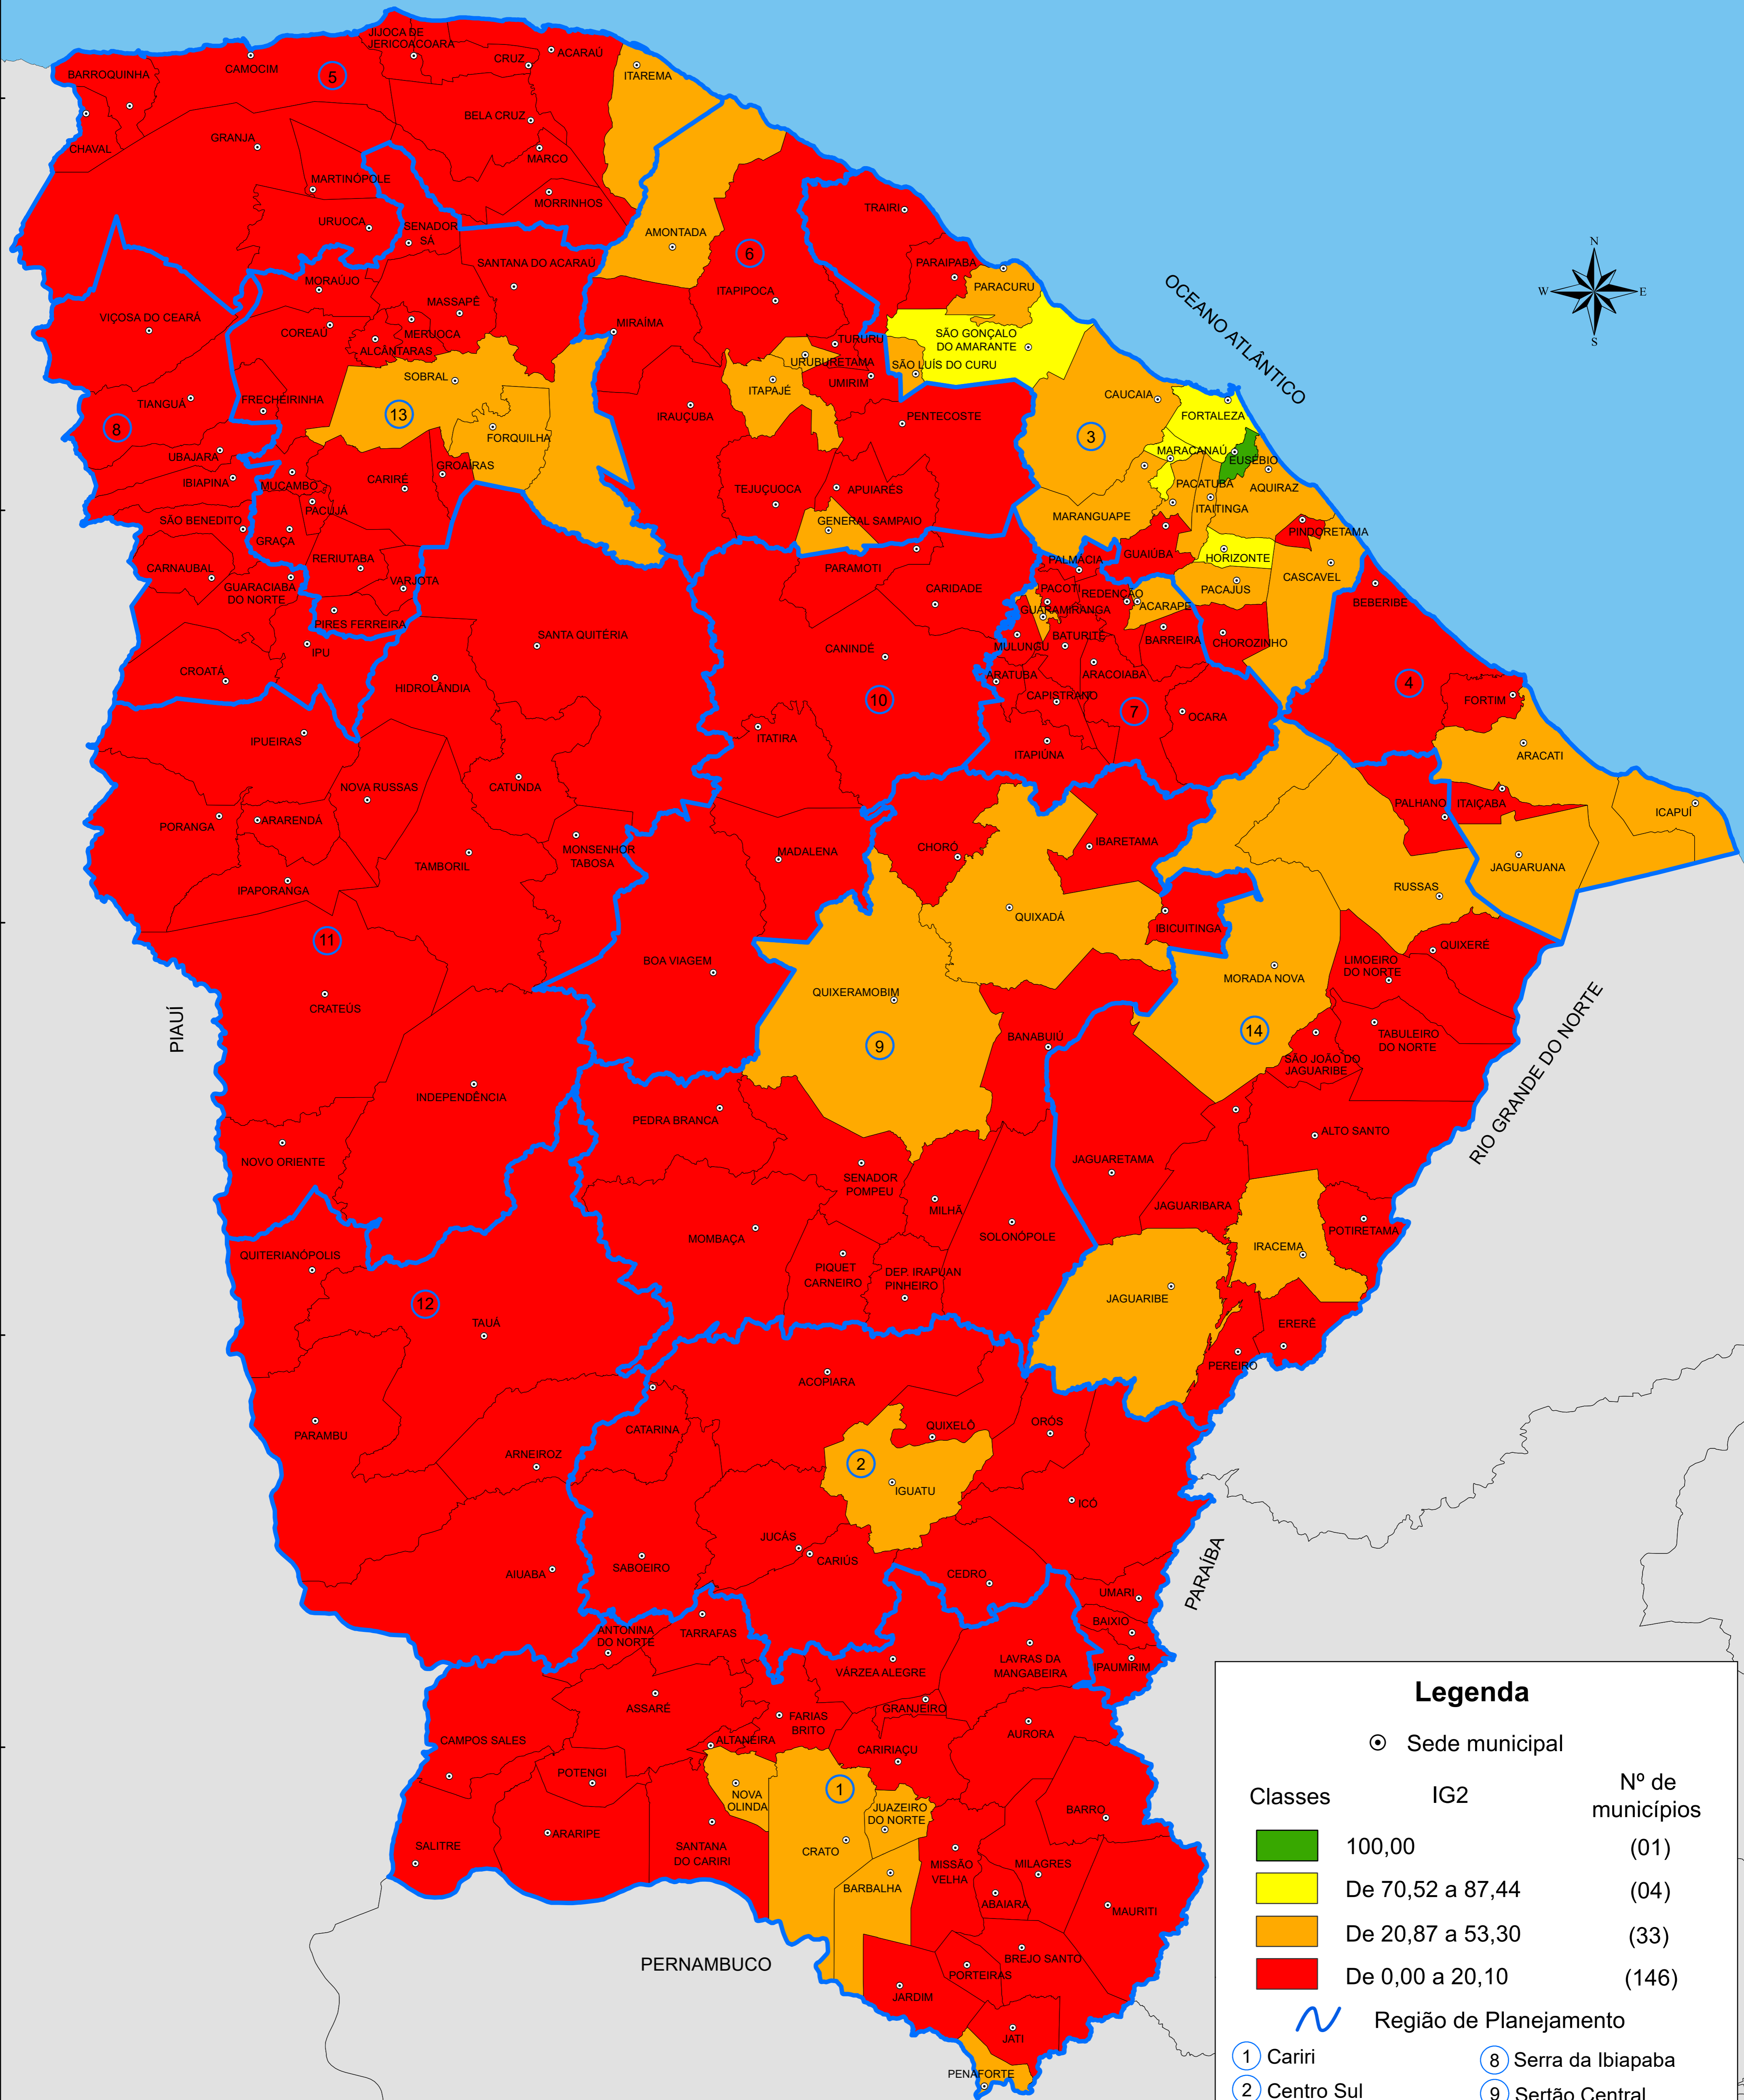 JIJOCA DE
JERICOACOARA
CRUZ
ACARAÚ
BARROQUINHA
CAMOCIM
5
ITAREMA
BELA CRUZ
GRANJA
CHAVAL
MARCO
MARTINÓPOLE
MORRINHOS
TRAIRI
URUOCA
SENADOR
SÁ
AMONTADA
6
SANTANA DO ACARAÚ
PARAIPABA
MORAÚJO
PARACURU
ITAPIPOCA
MASSAPÊ
VIÇOSA DO CEARÁ
COREAÚ
MERUOCA
MIRAÍMA
TURURU
SÃO GONÇALO
DO AMARANTE
ALCÂNTARAS
URUBURETAMA
SÃO LUÍS DO CURU
SOBRAL
ITAPAJÉ
UMIRIM
CAUCAIA
TIANGUÁ
FRECHEIRINHA
13
8
IRAUÇUBA
PENTECOSTE
FORTALEZA
3
FORQUILHA
MARACANAÚ
EUSÉBIO
UBAJARA
GROAÍRAS
IBIAPINA
MUCAMBO
CARIRÉ
TEJUÇUOCA
APUIARÉS
PACATUBA
AQUIRAZ
PACUJÁ
ITAITINGA
SÃO BENEDITO
GENERAL SAMPAIO
MARANGUAPE
PINDORETAMA
GRAÇA
RERIUTABA
GUAIÚBA
HORIZONTE
CARNAUBAL
PARAMOTI
PALMÁCIA
CASCAVEL
GUARACIABA
DO NORTE
VARJOTA
CARIDADE
PACOTI
REDENÇÃO
PACAJUS
BEBERIBE
GUARAMIRANGA
ACARAPE
PIRES FERREIRA
SANTA QUITÉRIA
BATURITÉ
BARREIRA
CHOROZINHO
IPU
CANINDÉ
MULUNGU
CROATÁ
HIDROLÂNDIA
ARATUBA
ARACOIABA
4
10
CAPISTRANO
7
OCARA
FORTIM
IPUEIRAS
ITATIRA
ITAPIÚNA
ARACATI
NOVA RUSSAS
CATUNDA
PALHANO
ITAIÇABA
ICAPUÍ
PORANGA
ARARENDÁ
MONSENHOR
TABOSA
MADALENA
CHORÓ
IBARETAMA
TAMBORIL
JAGUARUANA
IPAPORANGA
RUSSAS
QUIXADÁ
IBICUITINGA
11
QUIXERÉ
BOA VIAGEM
LIMOEIRO
DO NORTE
MORADA NOVA
CRATEÚS
QUIXERAMOBIM
14
9
BANABUIÚ
TABULEIRO
DO NORTE
SÃO JOÃO DO
JAGUARIBE
INDEPENDÊNCIA
PEDRA BRANCA
ALTO SANTO
NOVO ORIENTE
JAGUARETAMA
SENADOR
POMPEU
JAGUARIBARA
MILHÃ
POTIRETAMA
MOMBAÇA
SOLONÓPOLE
IRACEMA
QUITERIANÓPOLIS
PIQUET
CARNEIRO
DEP. IRAPUAN
PINHEIRO
JAGUARIBE
12
TAUÁ
ERERÊ
PEREIRO
ACOPIARA
PARAMBU
CATARINA
QUIXELÔ
ORÓS
ARNEIROZ
2
IGUATU
ICÓ
JUCÁS
CARIÚS
SABOEIRO
AIUABA
CEDRO
UMARI
BAIXIO
ANTONINA
DO NORTE
TARRAFAS
VÁRZEA ALEGRE
LAVRAS DA
MANGABEIRA
IPAUMIRIM
ASSARÉ
GRANJEIRO
FARIAS
BRITO
CAMPOS SALES
ALTANEIRA
AURORA
CARIRIAÇU
POTENGI
1
NOVA
OLINDA
JUAZEIRO
DO NORTE
BARRO
ARARIPE
SALITRE
SANTANA
DO CARIRI
CRATO
MISSÃO
VELHA
MILAGRES
BARBALHA
ABAIARA
MAURITI
BREJO SANTO
PORTEIRAS
JARDIM
JATI
PENAFORTE
OCEANO ATLÂNTICO
N
W
E
S
PIAUÍ
RIO GRANDE DO NORTE
PARAÍBA
PERNAMBUCO
Legenda
Sede municipal
Classes IG2 Nº de
municípios
100,00 (01)
De 70,52 a 87,44 (04)
De 20,87 a 53,30 (33)
De 0,00 a 20,10 (146)
Região de Planejamento
1 Cariri
8 Serra da Ibiapaba
2 Centro Sul
9 Sertão Central